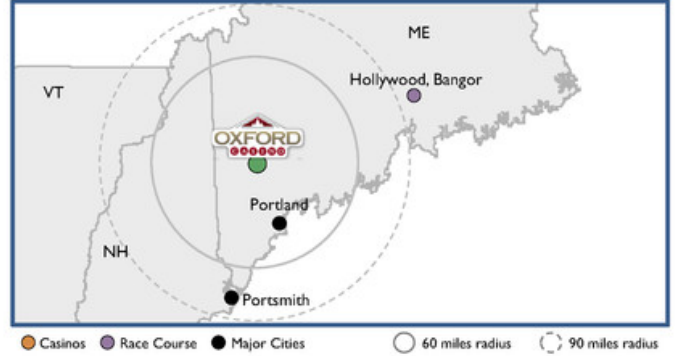 ME
Hollywood, Bangor
VT
OXFORD
CASINO
Portland
NH
Portsmith
Casinos
Race Course
Major Cities
60 miles radius
90 miles radius